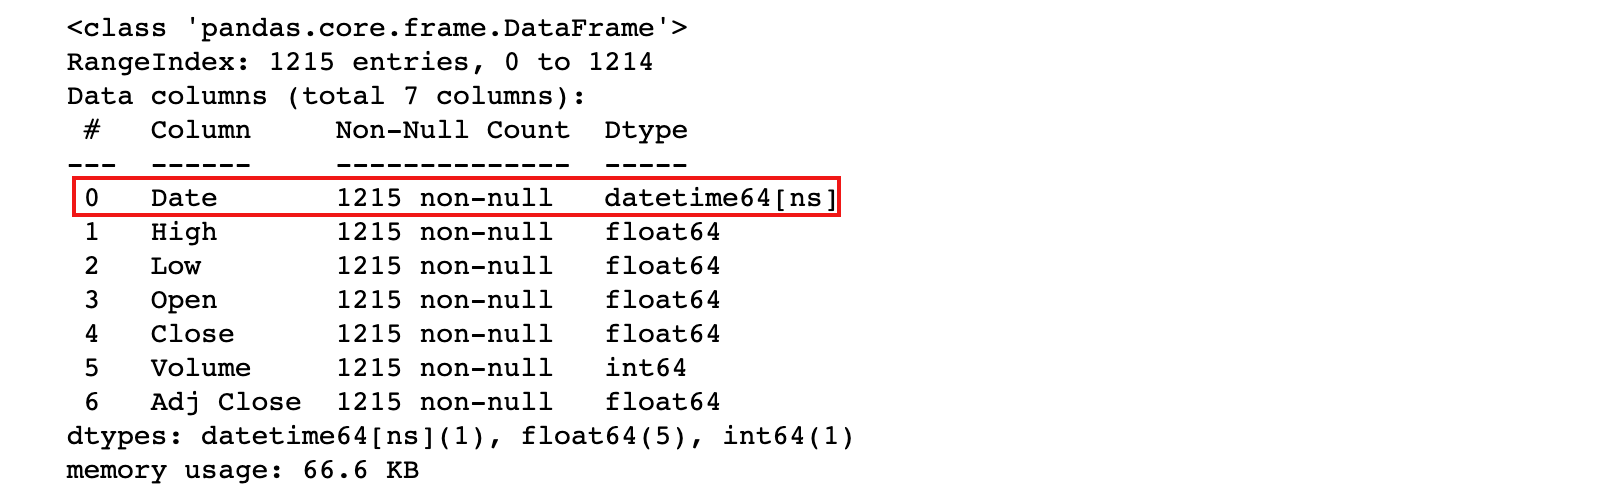 <class 'pandas.core.frame.DataFrame'>
RangeIndex: 1215 entries, 0 to 1214
Data columns (total 7 columns):
 #   Column     Non-Null Count  Dtype
---  ------     --------------  -----
 0   Date       1215 non-null   datetime64[ns]
 1   High       1215 non-null   float64
 2   Low        1215 non-null   float64
 3   Open       1215 non-null   float64
 4   Close      1215 non-null   float64
 5   Volume     1215 non-null   int64
 6   Adj Close  1215 non-null   float64
dtypes: datetime64[ns](1), float64(5), int64(1)
memory usage: 66.6 KB